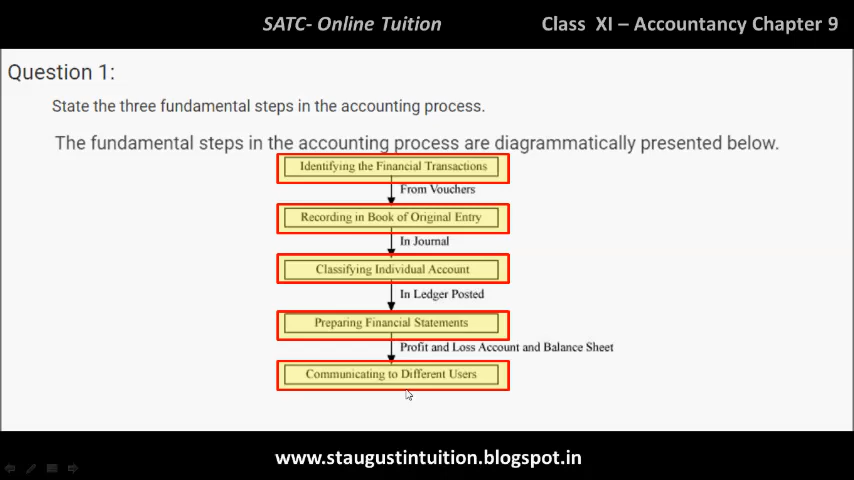 SATC- Online Tuition
Class XI – Accountancy Chapter 9
Question 1:
State the three fundamental steps in the accounting process.
The fundamental steps in the accounting process are diagrammatically presented below.
Identifying the Financial Transactions
From Vouchers
Recording in Book of Original Entry
In Journal
Classifying Individual Account
In Ledger Posted
Preparing Financial Statements
Profit and Loss Account and Balance Sheet
Communicating to Different Users
www.staugustintuition.blogspot.in